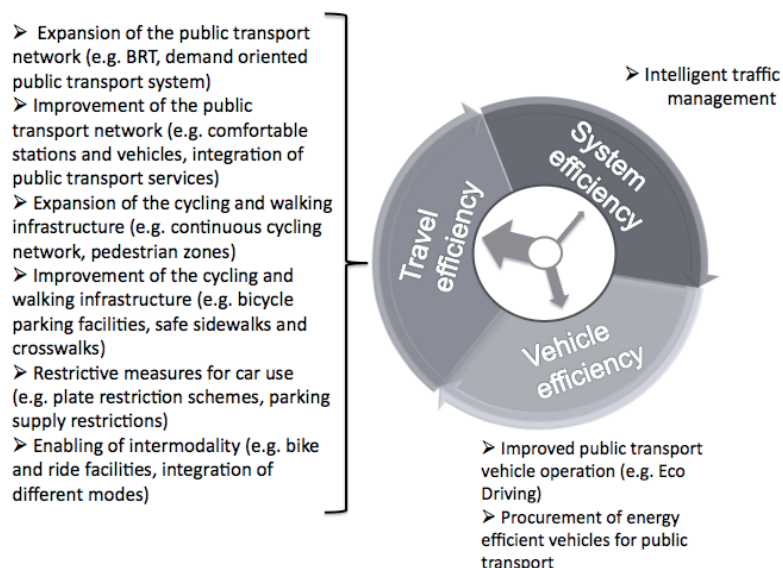 ➤ Expansion of the public transport
network (e.g. BRT, demand oriented
public transport system)
➤ Improvement of the public
transport network (e.g. comfortable
stations and vehicles, integration of
public transport services)
➤ Expansion of the cycling and walking
infrastructure (e.g. continuous cycling
network, pedestrian zones)
➤ Improvement of the cycling and
walking infrastructure (e.g. bicycle
parking facilities, safe sidewalks and
crosswalks)
➤ Restrictive measures for car use
(e.g. plate restriction schemes, parking
supply restrictions)
➤ Enabling of intermodality (e.g. bike
and ride facilities, integration of
different modes)
Travel
efficiency
System
efficiency
➤ Intelligent traffic
management
Vehicle
efficiency
➤ Improved public transport
vehicle operation (e.g. Eco
Driving)
➤ Procurement of energy
efficient vehicles for public
transport